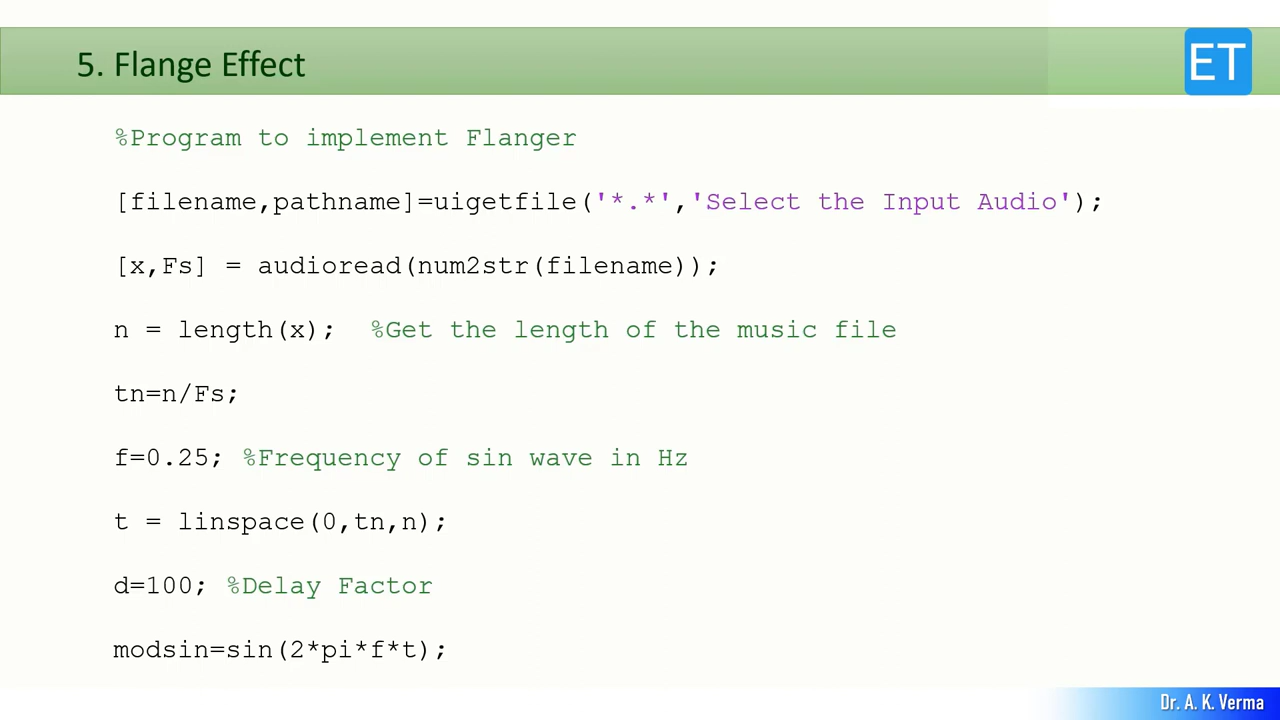 5. Flange Effect
ET
%Program to implement Flanger
[filename,pathname]=uigetfile('*.*','Select the Input Audio');
[x,Fs] = audioread(num2str(filename));
n = length(x);  %Get the length of the music file
tn=n/Fs;
f=0.25; %Frequency of sin wave in Hz
t = linspace(0,tn,n);
d=100; %Delay Factor
modsin=sin(2*pi*f*t);
Dr. A. K. Verma